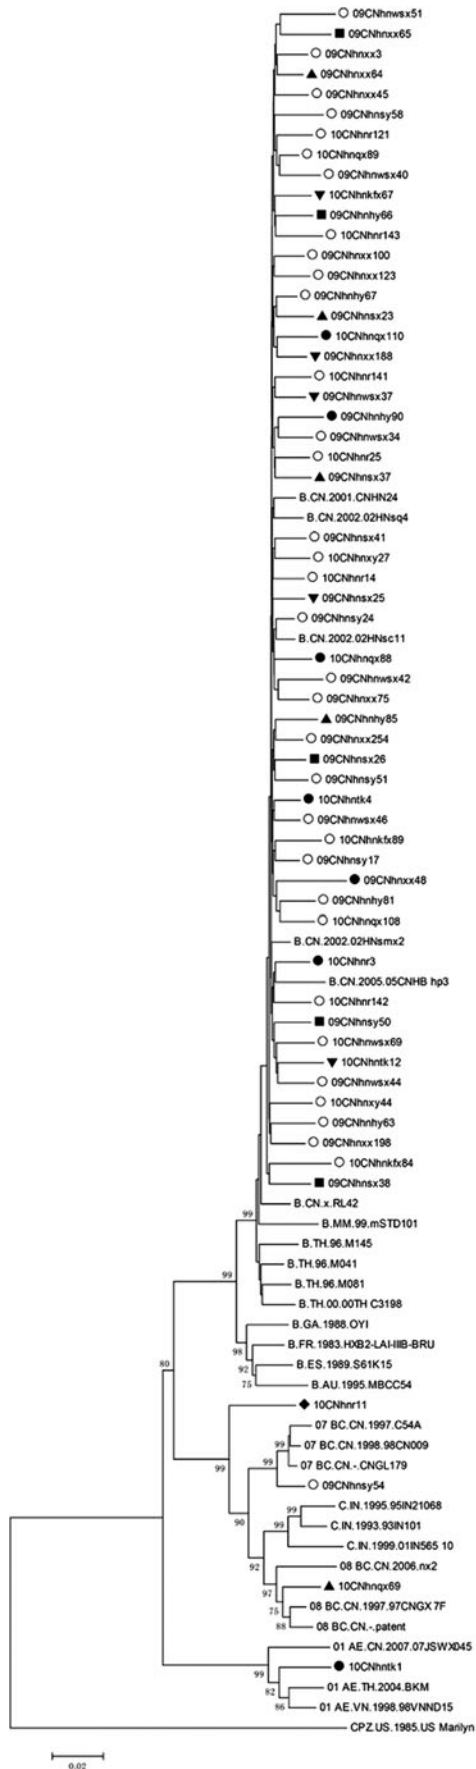 09CNhnwsx51
09CNhnxx65
09CNhnxx3
09CNhnxx64
09CNhnxx45
09CNhnsy58
10CNhnr121
10CNhnqx89
09CNhnwsx40
10CNhnkfx67
09CNhnhy66
10CNhnr143
09CNhnxx100
09CNhnxx123
09CNhnhy67
09CNhnsx23
10CNhnqx110
09CNhnxx188
10CNhnr141
09CNhnwsx37
09CNhnhy90
09CNhnwsx34
10CNhnr25
09CNhnsx37
B.CN.2001.CNHN24
B.CN.2002.02HNsq4
09CNhnsx41
10CNhnxy27
10CNhnr14
09CNhnsx25
09CNhnsy24
B.CN.2002.02HNsc11
10CNhnqx88
09CNhnwsx42
09CNhnxx75
09CNhnhy85
09CNhnxx254
09CNhnsx26
09CNhnsy51
10CNhntk4
09CNhnwsx46
10CNhnkfx89
09CNhnsy17
09CNhnxx48
09CNhnhy81
10CNhnqx108
B.CN.2002.02HNsmx2
10CNhnr3
B.CN.2005.05CNHB hp3
10CNhnr142
09CNhnsy50
10CNhnwsx69
10CNhntk12
09CNhnwsx44
10CNhnxy44
09CNhnhy63
09CNhnxx198
10CNhnkfx84
09CNhnsx38
B.CN.x.RL42
99
B.MM.99.mSTD101
B.TH.96.M145
B.TH.96.M041
99
B.TH.96.M081
B.TH.00.00TH C3198
B.GA.1988.OYI
98
B.FR.1983.HXB2-LAI-IIIB-BRU
92
B.ES.1989.S61K15
75
B.AU.1995.MBCC54
80
10CNhnr11
07 BC.CN.1997.C54A
99
07 BC.CN.1998.98CN009
99
99
07 BC.CN.-.CNGL179
09CNhnsy54
99
C.IN.1995.95IN21068
90
C.IN.1993.93IN101
99
C.IN.1999.01IN565 10
92
08 BC.CN.2006.nx2
97
10CNhnqx69
75
08 BC.CN.1997.97CNGX 7F
88
08 BC.CN.-.patent
01 AE.CN.2007.07JSWX045
99
10CNhntk1
82
01 AE.TH.2004.BKM
86
01 AE.VN.1998.98VNND15
CPZ.US.1985.US Marilyn
0.02